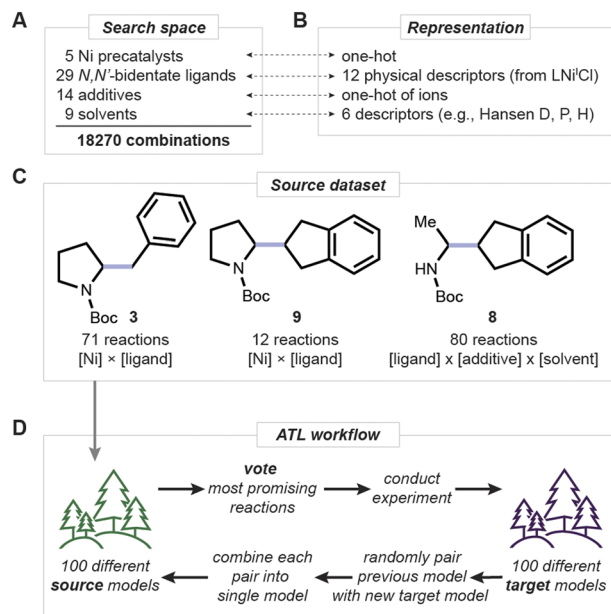 A
Search space
5 Ni precatalysts
29 N,N'-bidentate ligands
14 additives
9 solvents
18270 combinations
B
Representation
one-hot
12 physical descriptors (from LNiᴵCl)
one-hot of ions
6 descriptors (e.g., Hansen D, P, H)
C
Source dataset
N
Boc
3
71 reactions
[Ni] × [ligand]
N
Boc
9
12 reactions
[Ni] × [ligand]
Me
HN
Boc
8
80 reactions
[ligand] x [additive] x [solvent]
D
ATL workflow
100 different
source models
vote
most promising
reactions
conduct
experiment
100 different
target models
randomly pair
previous model
with new target model
combine each
pair into
single model